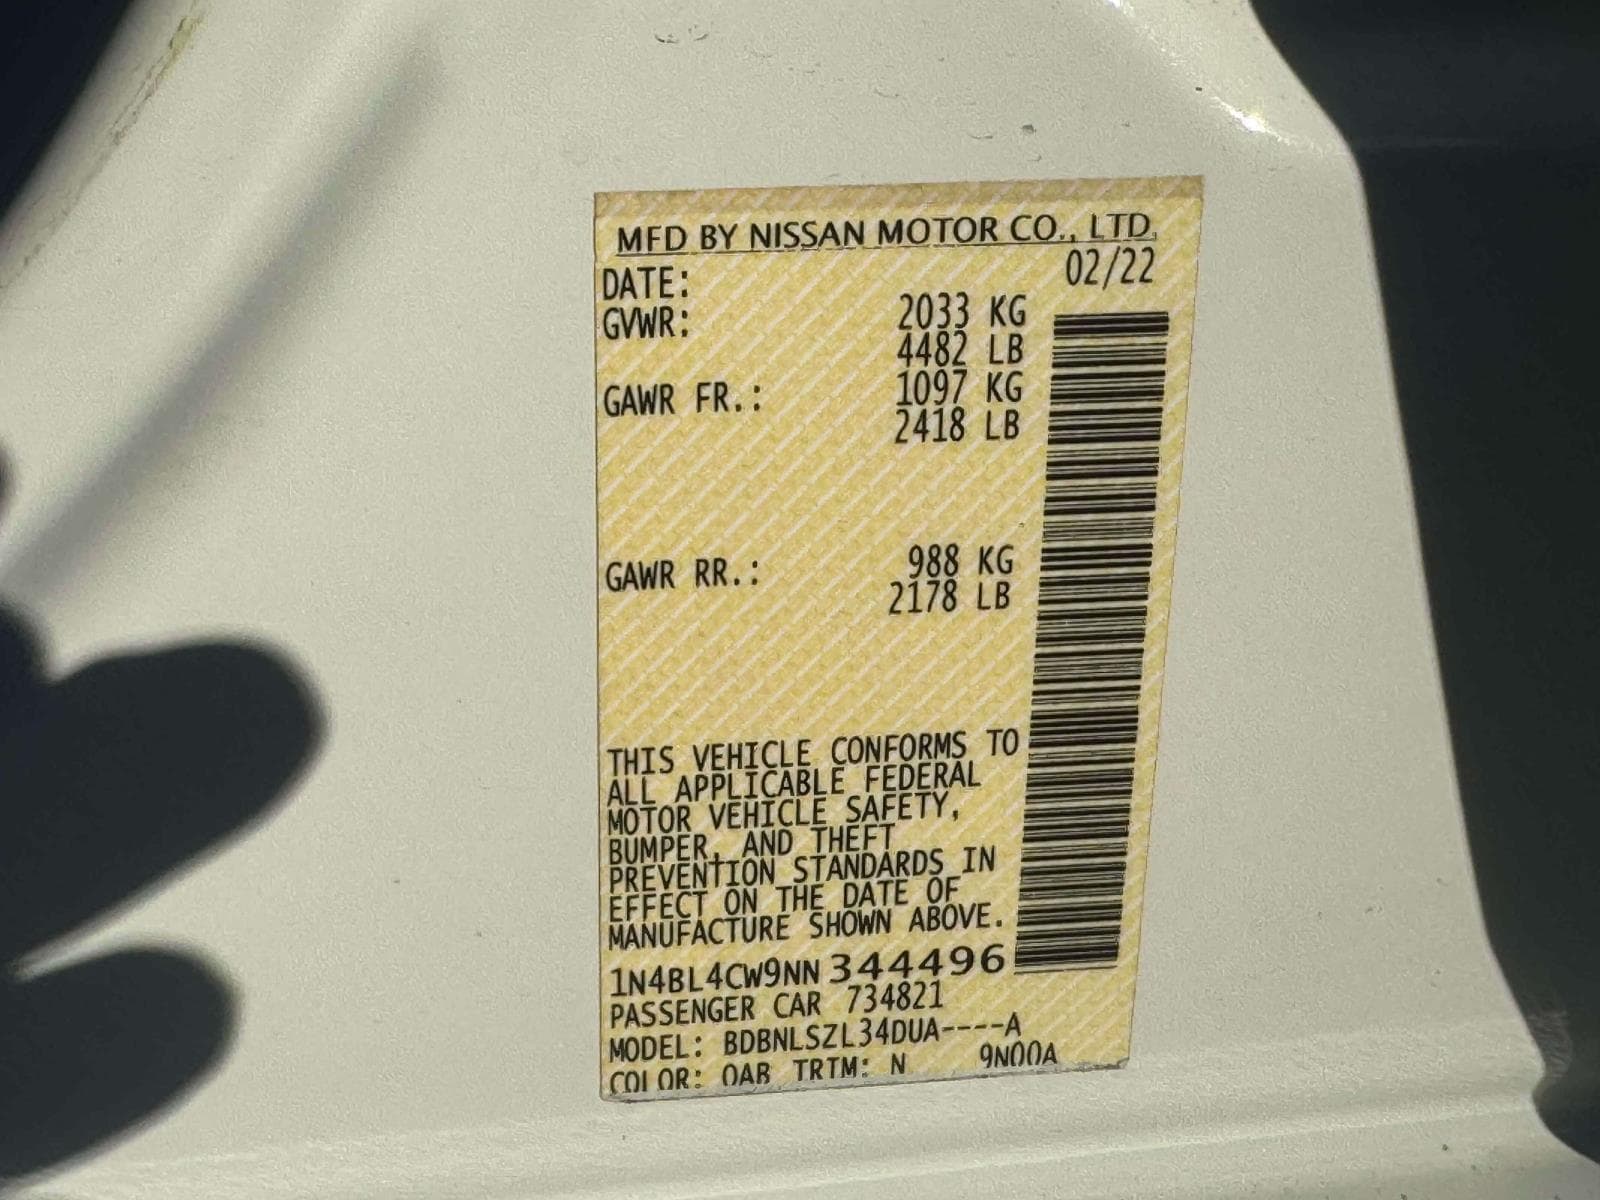 MFD BY NISSAN MOTOR CO., LTD.
DATE: 02/22
GVWR: 2033 KG
4482 LB
GAWR FR.: 1097 KG
2418 LB
GAWR RR.: 988 KG
2178 LB
THIS VEHICLE CONFORMS TO
ALL APPLICABLE FEDERAL
MOTOR VEHICLE SAFETY,
BUMPER, AND THEFT
PREVENTION STANDARDS IN
EFFECT ON THE DATE OF
MANUFACTURE SHOWN ABOVE.
1N4BL4CW9NN344496
PASSENGER CAR 734821
MODEL: BDBNLSZL34DUA----A
COLOR: QAB TRIM: N 9N00A